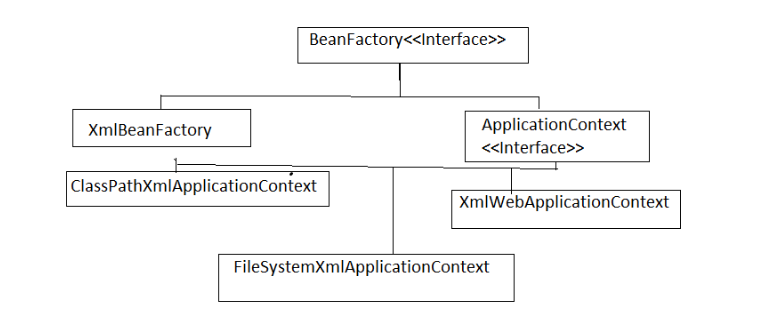 BeanFactory<<Interface>>
XmlBeanFactory
ApplicationContext
<<Interface>>
ClassPathXmlApplicationContext
XmlWebApplicationContext
FileSystemXmlApplicationContext